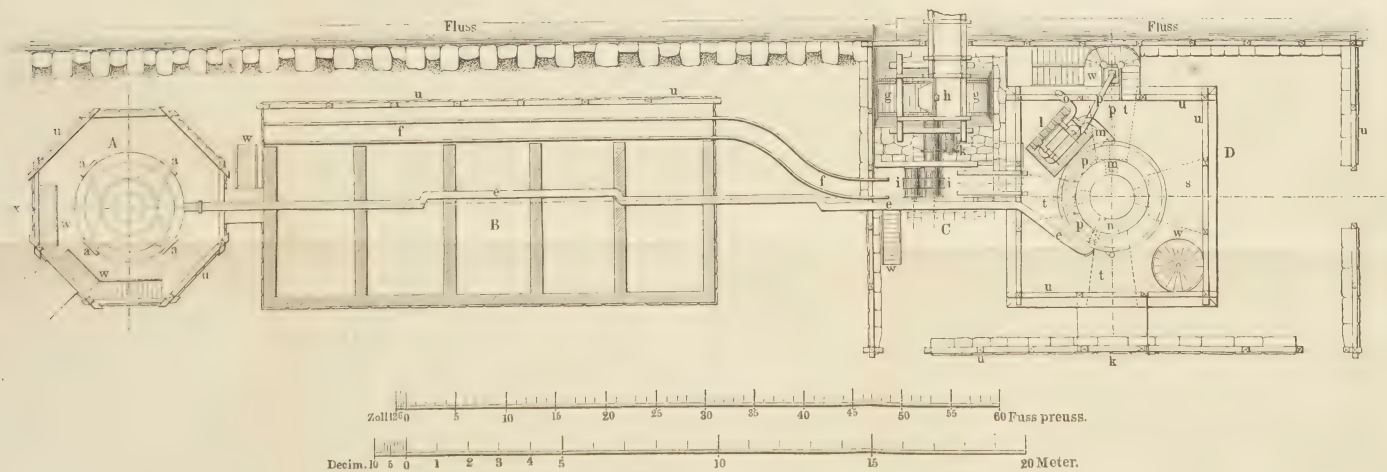 Fluss
Fluss
u u
u A a a a a a w u
w
w
x
f f
e
B
g h g
k
i i
e
C
w
w
o p t p u u
l m
D
p m
t s
p n
e t w
u
u
u k
Zoll 12 6 0 5 10 15 20 25 30 35 40 45 50 55 60 Fuss preuss.
Decim. 10 5 0 1 2 3 4 5 10 15 20 Meter.